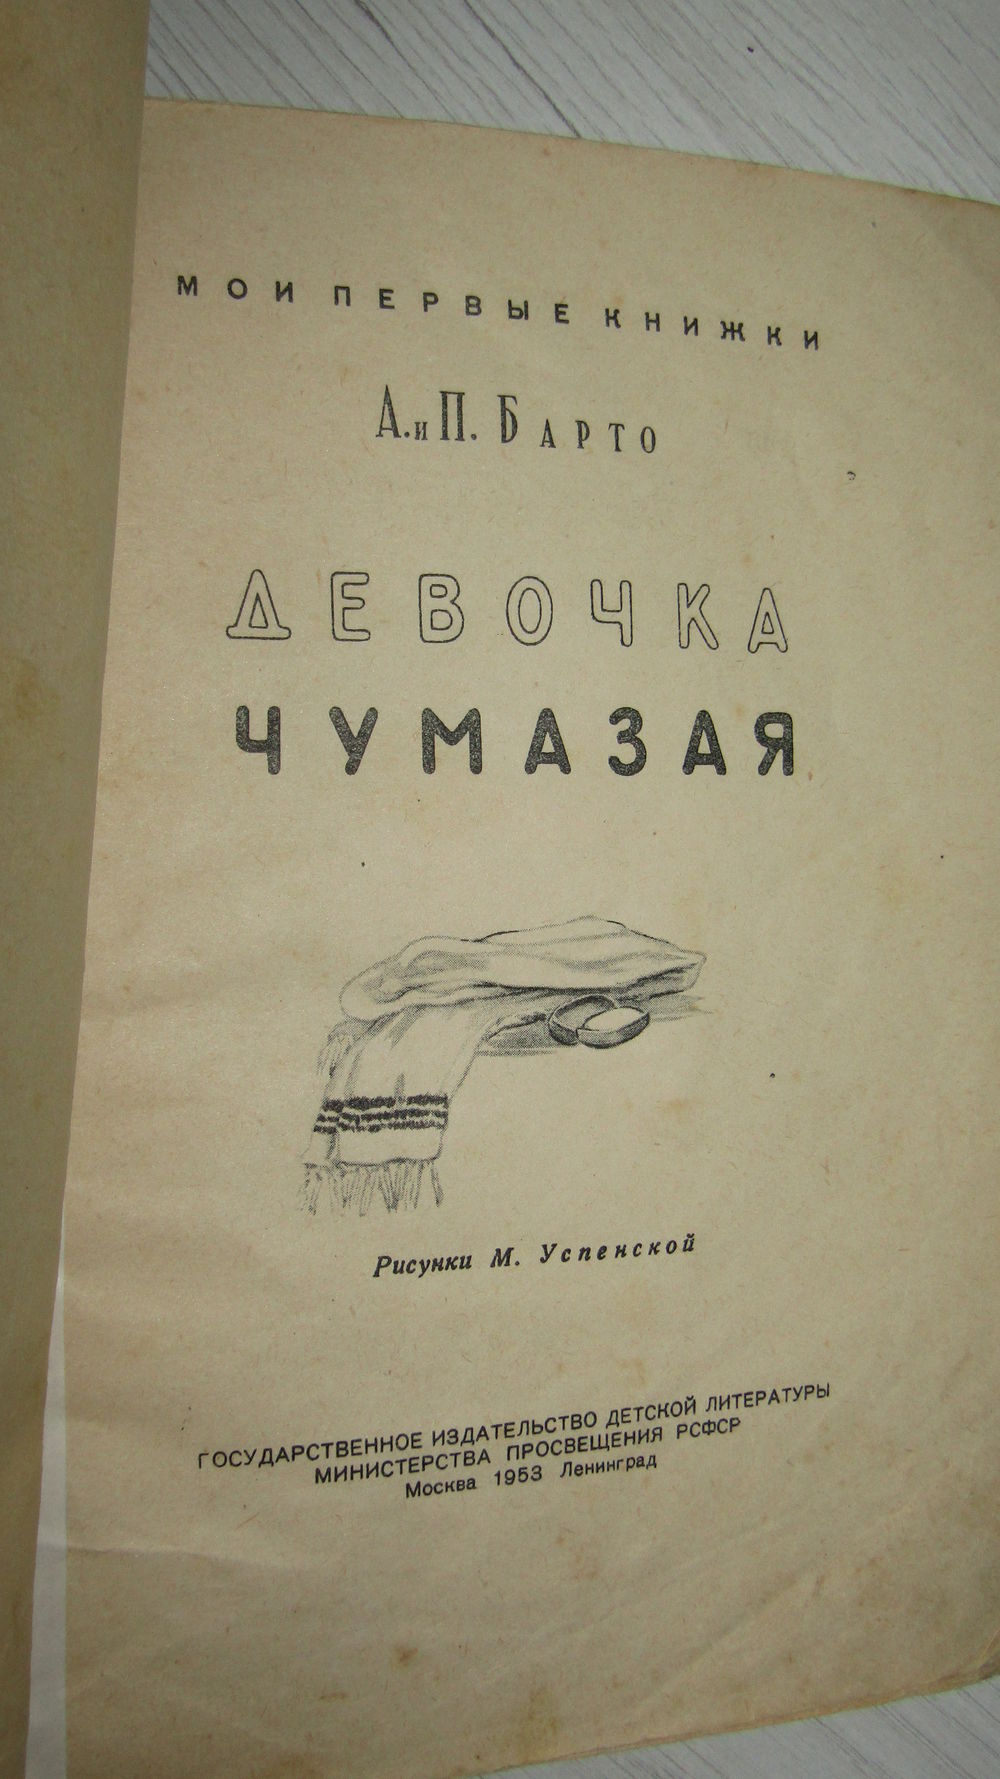 МОИ ПЕРВЫЕ КНИЖКИ
А. и П. БАРТО
ДЕВОЧКА
ЧУМАЗАЯ
Рисунки М. Успенской
ГОСУДАРСТВЕННОЕ ИЗДАТЕЛЬСТВО ДЕТСКОЙ ЛИТЕРАТУРЫ
МИНИСТЕРСТВА ПРОСВЕЩЕНИЯ РСФСР
Москва 1953 Ленинград